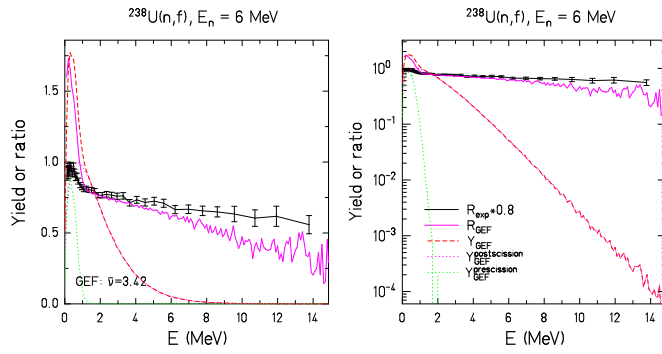 ²³⁸U(n,f), Eₙ = 6 MeV
Yield or ratio
1.5
1.0
0.5
0.0
GEF: ν̄=3.42
0 2 4 6 8 10 12 14
E (MeV)
²³⁸U(n,f), Eₙ = 6 MeV
Yield or ratio
10⁰
10⁻¹
10⁻²
10⁻³
10⁻⁴
R_exp*0.8
R_GEF
Y_GEF
Y_GEF^postscission
Y_GEF^prescission
0 2 4 6 8 10 12 14
E (MeV)